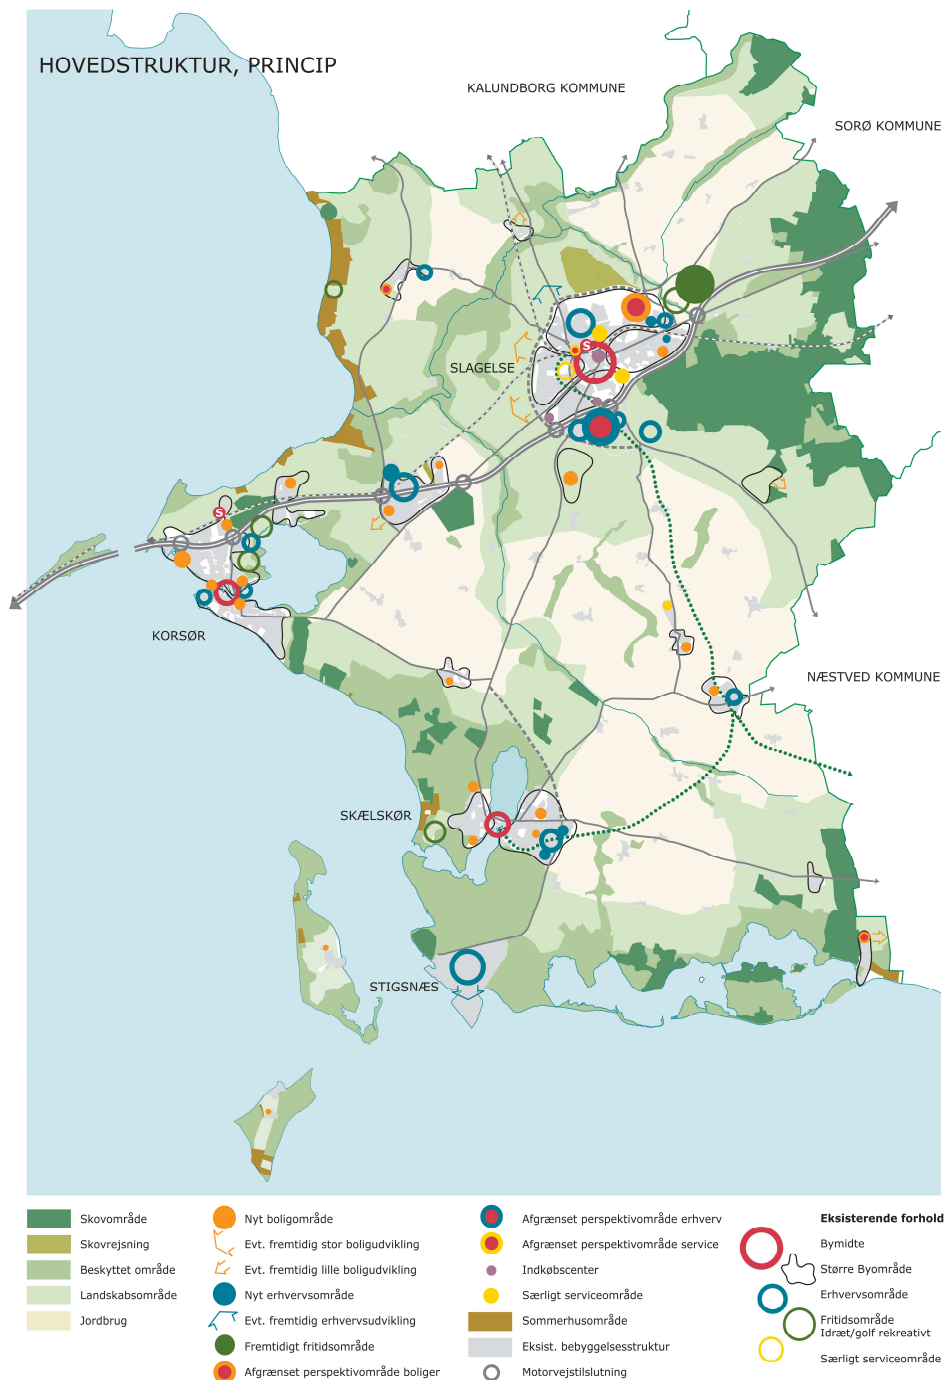 HOVEDSTRUKTUR, PRINCIP
KALUNDBORG KOMMUNE
SORØ KOMMUNE
SLAGELSE
S
S
KORSØR
NÆSTVED KOMMUNE
SKÆLSKØR
STIGSNÆS
Skovområde
Skovrejsning
Beskyttet område
Landskabsområde
Jordbrug
Nyt boligområde
Evt. fremtidig stor boligudvikling
Evt. fremtidig lille boligudvikling
Nyt erhvervsområde
Evt. fremtidig erhvervsudvikling
Fremtidigt fritidsområde
Afgrænset perspektivområde boliger
Afgrænset perspektivområde erhverv
Afgrænset perspektivområde service
Indkøbscenter
Særligt serviceområde
Sommerhusområde
Eksist. bebyggelsesstruktur
Motorvejstilslutning
Eksisterende forhold
Bymidte
Større Byområde
Erhvervsområde
Fritidsområde
Idræt/golf rekreativt
Særligt serviceområde